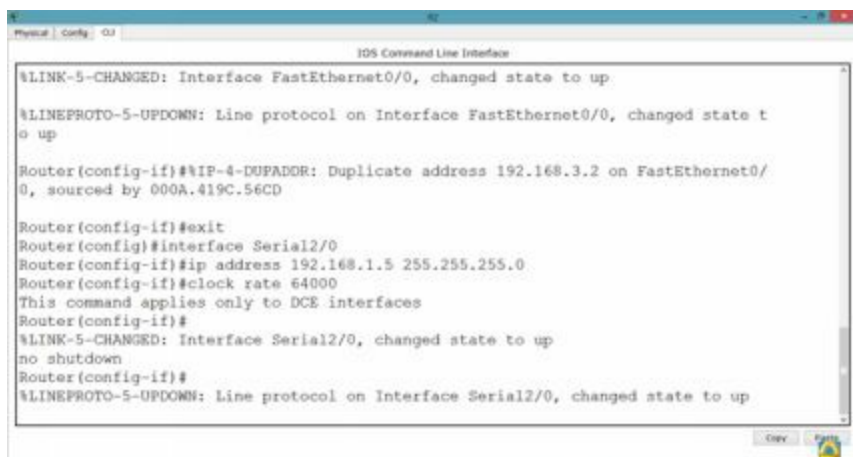 Physical Config CLI
IOS Command Line Interface
%LINK-5-CHANGED: Interface FastEthernet0/0, changed state to up
%LINEPROTO-5-UPDOWN: Line protocol on Interface FastEthernet0/0, changed state t
o up
Router(config-if)#%IP-4-DUPADDR: Duplicate address 192.168.3.2 on FastEthernet0/
0, sourced by 000A.419C.56CD
Router(config-if)#exit
Router(config)#interface Serial2/0
Router(config-if)#ip address 192.168.1.5 255.255.255.0
Router(config-if)#clock rate 64000
This command applies only to DCE interfaces
Router(config-if)#
%LINK-5-CHANGED: Interface Serial2/0, changed state to up
no shutdown
Router(config-if)#
%LINEPROTO-5-UPDOWN: Line protocol on Interface Serial2/0, changed state to up
Copy Paste